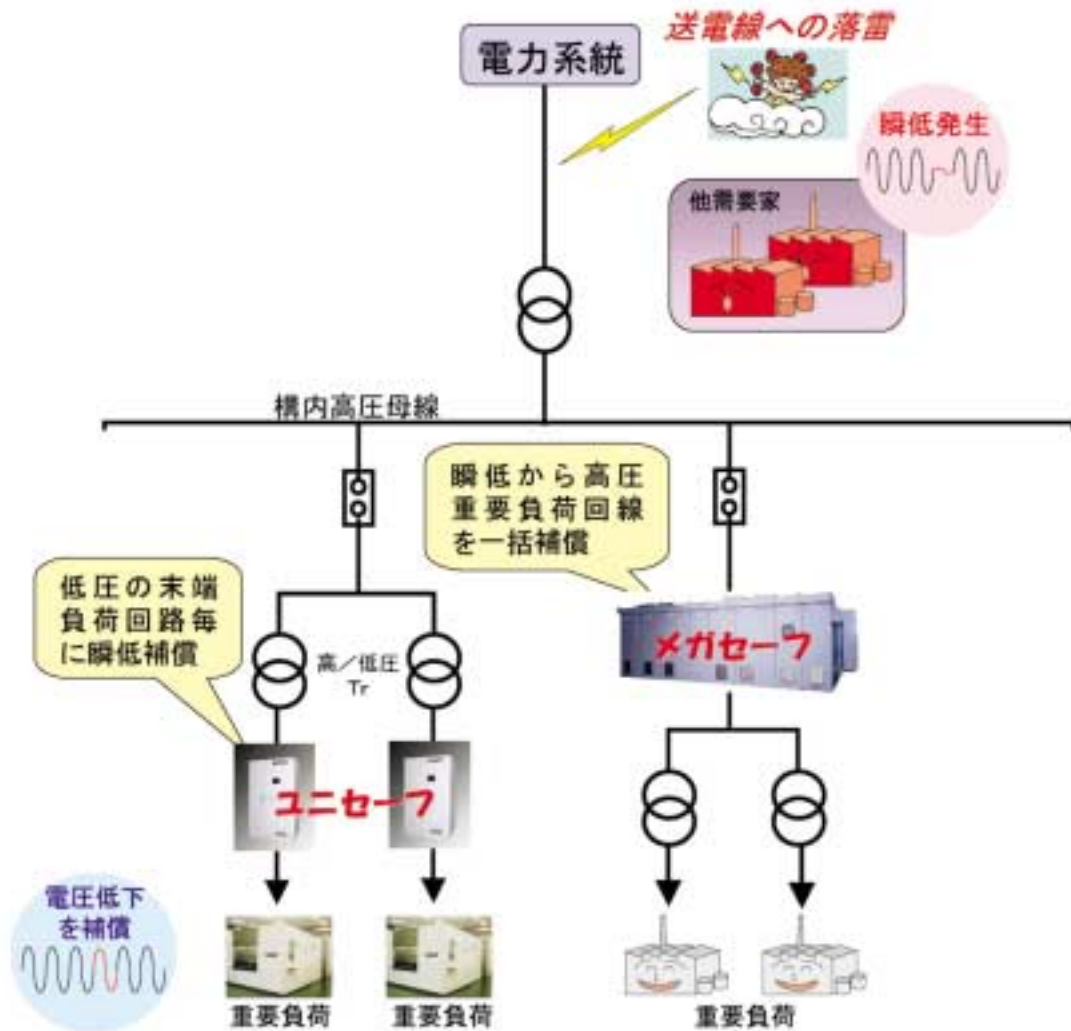 送電線への落雷
電力系統
瞬低発生
他需要家
構内高圧母線
瞬低から高圧
重要負荷回線
を一括補償
低圧の末端
負荷回路毎
に瞬低補償
高／低圧
Tr
メガセーフ
ユニセーフ
電圧低下
を補償
重要負荷
重要負荷
重要負荷